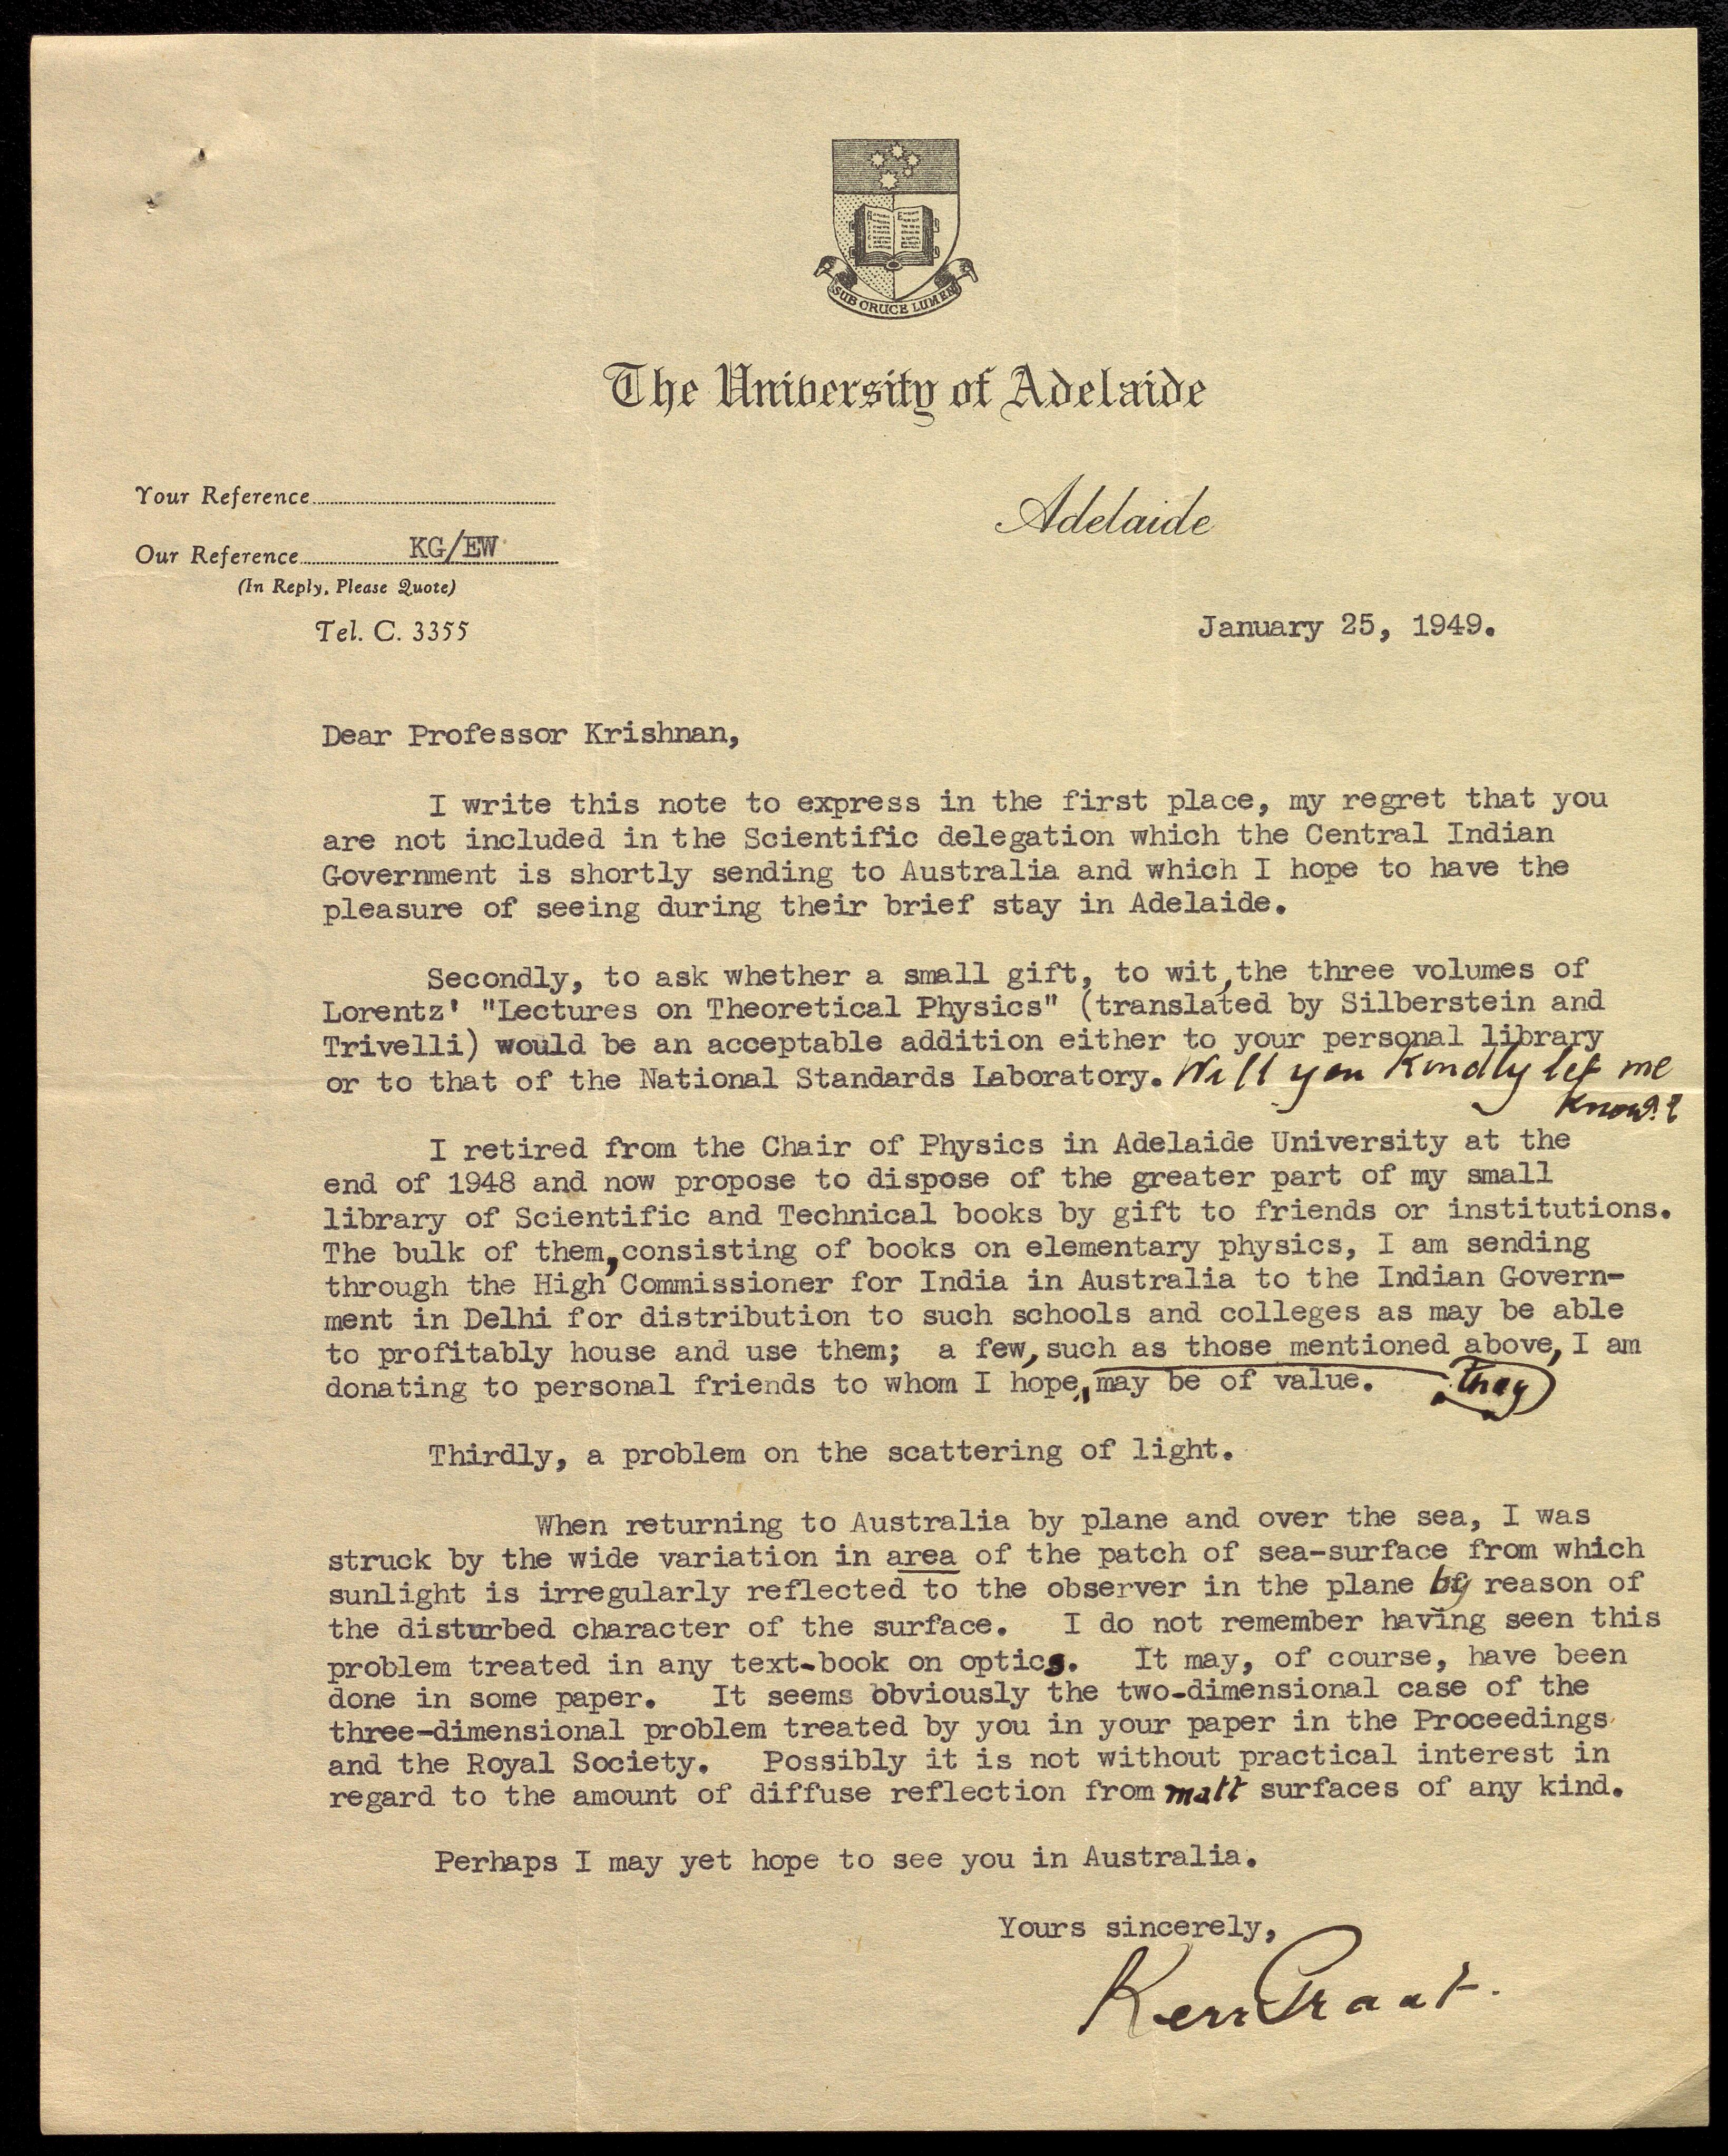 SUB CRUCE LUMEN
The University of Adelaide
Your Reference
Adelaide
Our Reference KG/EW
(In Reply, Please Quote)
Tel. C. 3355
January 25, 1949.
Dear Professor Krishnan,
I write this note to express in the first place, my regret that you
are not included in the Scientific delegation which the Central Indian
Government is shortly sending to Australia and which I hope to have the
pleasure of seeing during their brief stay in Adelaide.
Secondly, to ask whether a small gift, to wit, the three volumes of
Lorentz' "Lectures on Theoretical Physics" (translated by Silberstein and
Trivelli) would be an acceptable addition either to your personal library
or to that of the National Standards Laboratory. Will you kindly let me
know?
I retired from the Chair of Physics in Adelaide University at the
end of 1948 and now propose to dispose of the greater part of my small
library of Scientific and Technical books by gift to friends or institutions.
The bulk of them, consisting of books on elementary physics, I am sending
through the High Commissioner for India in Australia to the Indian Govern-
ment in Delhi for distribution to such schools and colleges as may be able
to profitably house and use them; a few, such as those mentioned above, I am
donating to personal friends to whom I hope, may be of value. they
Thirdly, a problem on the scattering of light.
When returning to Australia by plane and over the sea, I was
struck by the wide variation in area of the patch of sea-surface from which
sunlight is irregularly reflected to the observer in the plane by reason of
the disturbed character of the surface. I do not remember having seen this
problem treated in any text-book on optics. It may, of course, have been
done in some paper. It seems obviously the two-dimensional case of the
three-dimensional problem treated by you in your paper in the Proceedings
and the Royal Society. Possibly it is not without practical interest in
regard to the amount of diffuse reflection from matt surfaces of any kind.
Perhaps I may yet hope to see you in Australia.
Yours sincerely,
Kerr Grant.